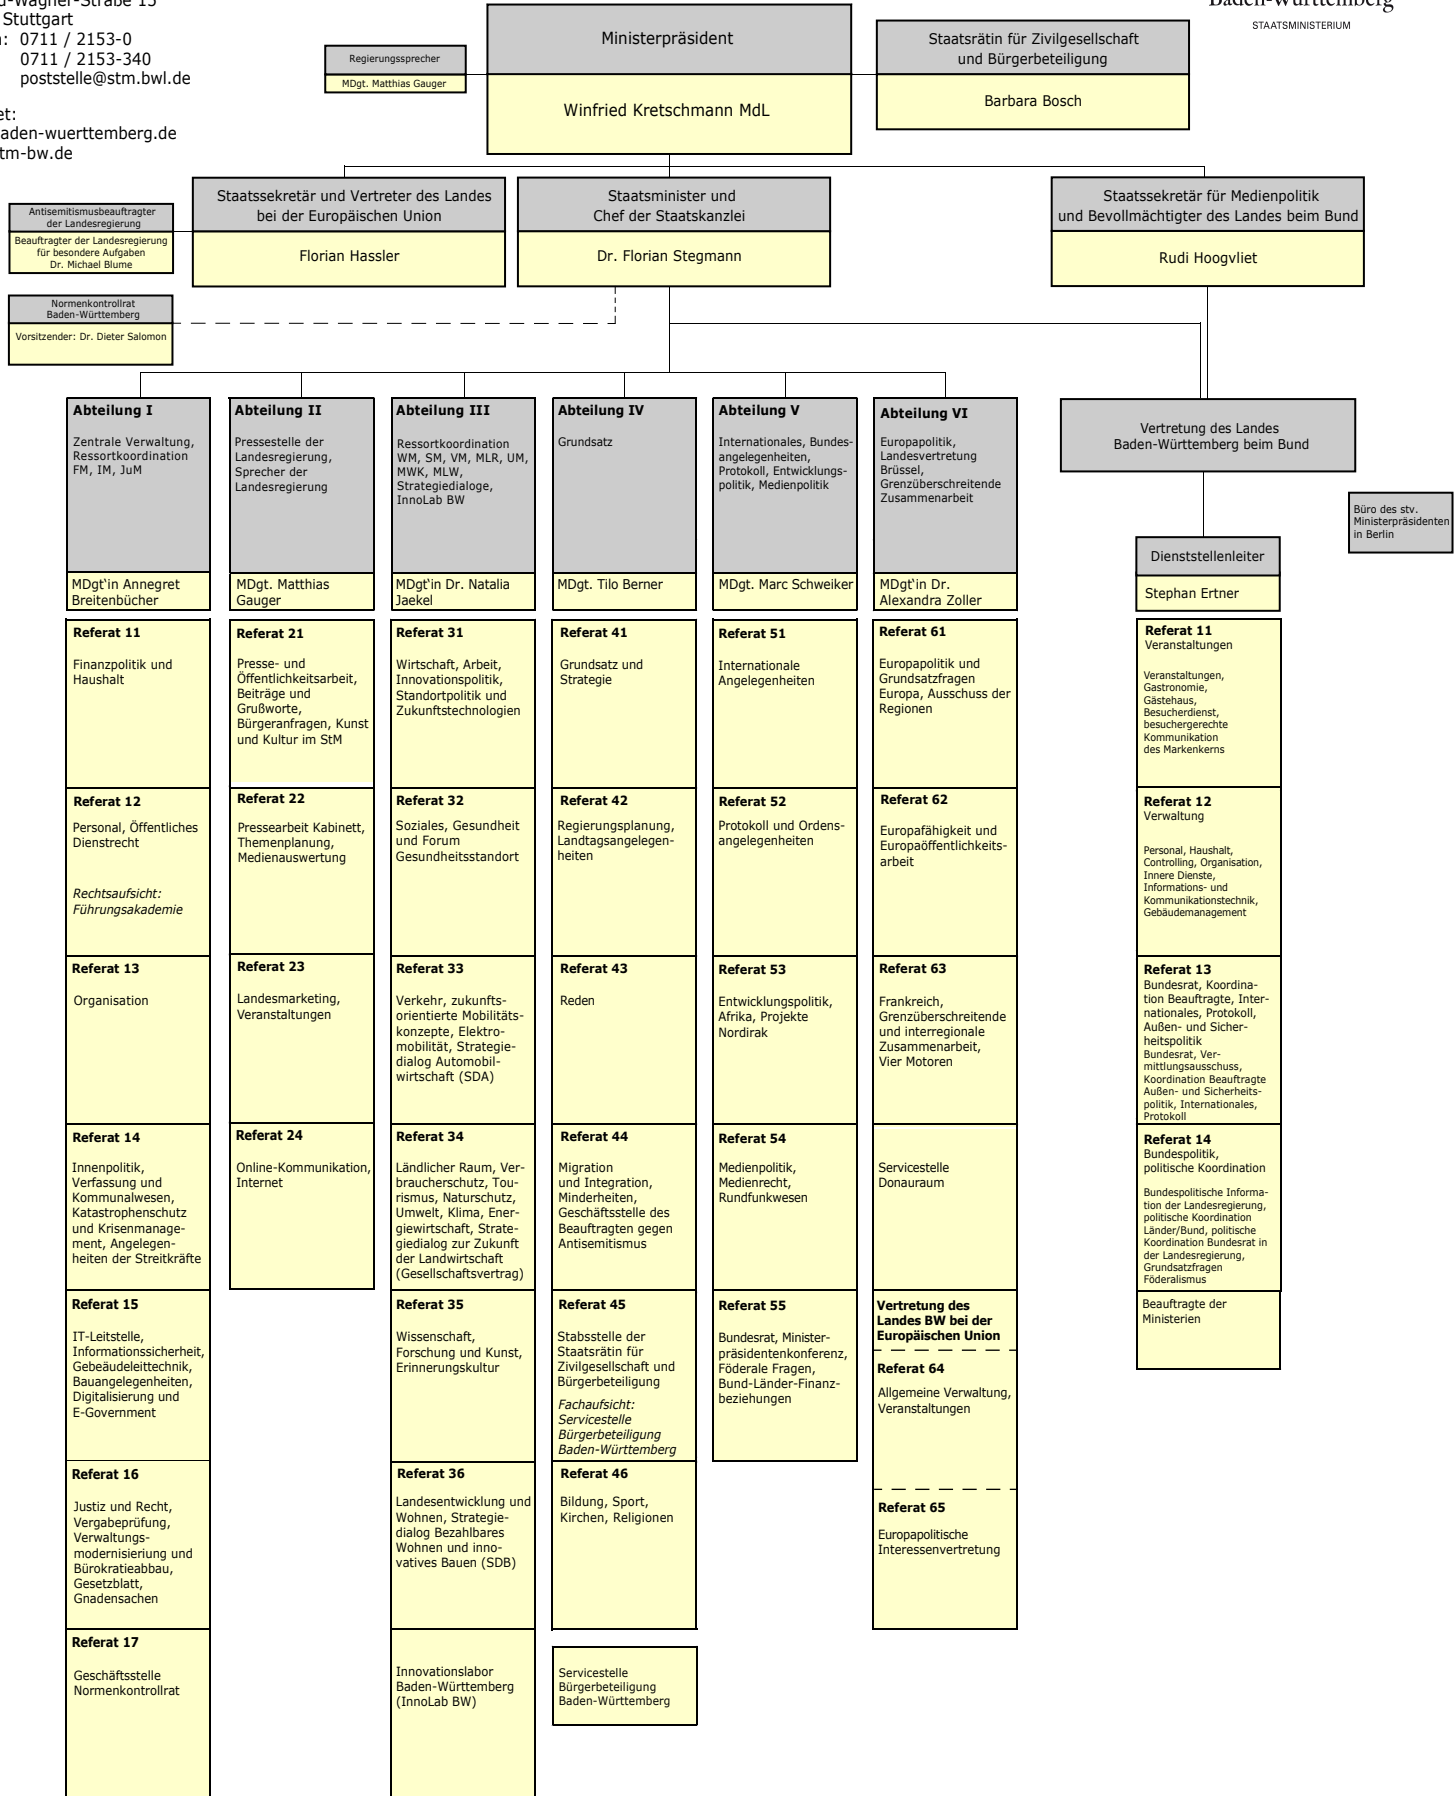 Stuttgart
0711 / 2153-0
0711 / 2153-340
poststelle@stm.bwl.de
Baden-Württemberg
STAATSMINISTERIUM
Ministerpräsident
Winfried Kretschmann MdL
Regierungssprecher
MDgt. Matthias Gauger
Staatsrätin für Zivilgesellschaft
und Bürgerbeteiligung
Barbara Bosch
Staatssekretär und Vertreter des Landes
bei der Europäischen Union
Florian Hassler
Staatsminister und
Chef der Staatskanzlei
Dr. Florian Stegmann
Staatssekretär für Medienpolitik
und Bevollmächtigter des Landes beim Bund
Rudi Hoogvliet
Antisemitismusbeauftragter
der Landesregierung
Beauftragter der Landesregierung
für besondere Aufgaben
Dr. Michael Blume
Normenkontrollrat
Baden-Württemberg
Vorsitzender: Dr. Dieter Salomon
Abteilung I
Zentrale Verwaltung,
Ressortkoordination
FM, IM, JuM
MDgt'in Annegret
Breitenbücher
Referat 11
Finanzpolitik und
Haushalt
Referat 12
Personal, Öffentliches
Dienstrecht
Rechtsaufsicht:
Führungsakademie
Referat 13
Organisation
Referat 14
Innenpolitik,
Verfassung und
Kommunalwesen,
Katastrophenschutz
und Krisenmanage-
ment, Angelegen-
heiten der Streitkräfte
Referat 15
IT-Leitstelle,
Informationssicherheit,
Gebeäudeleittechnik,
Bauangelegenheiten,
Digitalisierung und
E-Government
Referat 16
Justiz und Recht,
Vergabeprüfung,
Verwaltungs-
modernisieriung und
Bürokratieabbau,
Gesetzblatt,
Gnadensachen
Referat 17
Geschäftsstelle
Normenkontrollrat
Abteilung II
Pressestelle der
Landesregierung,
Sprecher der
Landesregierung
MDgt. Matthias
Gauger
Referat 21
Presse- und
Öffentlichkeitsarbeit,
Beiträge und
Grußworte,
Bürgeranfragen, Kunst
und Kultur im StM
Referat 22
Pressearbeit Kabinett,
Themenplanung,
Medienauswertung
Referat 23
Landesmarketing,
Veranstaltungen
Referat 24
Online-Kommunikation,
Internet
Abteilung III
Ressortkoordination
WM, SM, VM, MLR, UM,
MWK, MLW,
Strategiedialoge,
InnoLab BW
MDgt'in Dr. Natalia
Jaekel
Referat 31
Wirtschaft, Arbeit,
Innovationspolitik,
Standortpolitik und
Zukunftstechnologien
Referat 32
Soziales, Gesundheit
und Forum
Gesundheitsstandort
Referat 33
Verkehr, zukunfts-
orientierte Mobilitäts-
konzepte, Elektro-
mobilität, Strategie-
dialog Automobil-
wirtschaft (SDA)
Referat 34
Ländlicher Raum, Ver-
braucherschutz, Tou-
rismus, Naturschutz,
Umwelt, Klima, Ener-
giewirtschaft, Strate-
giedialog zur Zukunft
der Landwirtschaft
(Gesellschaftsvertrag)
Referat 35
Wissenschaft,
Forschung und Kunst,
Erinnerungskultur
Referat 36
Landesentwicklung und
Wohnen, Strategie-
dialog Bezahlbares
Wohnen und inno-
vatives Bauen (SDB)
Innovationslabor
Baden-Württemberg
(InnoLab BW)
Abteilung IV
Grundsatz
MDgt. Tilo Berner
Referat 41
Grundsatz und
Strategie
Referat 42
Regierungsplanung,
Landtagsangelegen-
heiten
Referat 43
Reden
Referat 44
Migration
und Integration,
Minderheiten,
Geschäftsstelle des
Beauftragten gegen
Antisemitismus
Referat 45
Stabsstelle der
Staatsrätin für
Zivilgesellschaft und
Bürgerbeteiligung
Fachaufsicht:
Servicestelle
Bürgerbeteiligung
Baden-Württemberg
Referat 46
Bildung, Sport,
Kirchen, Religionen
Servicestelle
Bürgerbeteiligung
Baden-Württemberg
Abteilung V
Internationales, Bundes-
angelegenheiten,
Protokoll, Entwicklungs-
politik, Medienpolitik
MDgt. Marc Schweiker
Referat 51
Internationale
Angelegenheiten
Referat 52
Protokoll und Ordens-
angelegenheiten
Referat 53
Entwicklungspolitik,
Afrika, Projekte
Nordirak
Referat 54
Medienpolitik,
Medienrecht,
Rundfunkwesen
Referat 55
Bundesrat, Minister-
präsidentenkonferenz,
Föderale Fragen,
Bund-Länder-Finanz-
beziehungen
Abteilung VI
Europapolitik,
Landesvertretung
Brüssel,
Grenzüberschreitende
Zusammenarbeit
MDgt'in Dr.
Alexandra Zoller
Referat 61
Europapolitik und
Grundsatzfragen
Europa, Ausschuss der
Regionen
Referat 62
Europafähigkeit und
Europaöffentlichkeits-
arbeit
Referat 63
Frankreich,
Grenzüberschreitende
und interregionale
Zusammenarbeit,
Vier Motoren
Servicestelle
Donauraum
Vertretung des
Landes BW bei der
Europäischen Union
Referat 64
Allgemeine Verwaltung,
Veranstaltungen
Referat 65
Europapolitische
Interessenvertretung
Vertretung des Landes
Baden-Württemberg beim Bund
Büro des stv.
Ministerpräsidenten
in Berlin
Dienststellenleiter
Stephan Ertner
Referat 11
Veranstaltungen
Veranstaltungen,
Gastronomie,
Gästehaus,
Besucherdienst,
besuchergerechte
Kommunikation
des Markenkerns
Referat 12
Verwaltung
Personal, Haushalt,
Controlling, Organisation,
Innere Dienste,
Informations- und
Kommunikationstechnik,
Gebäudemanagement
Referat 13
Bundesrat, Koordina-
tion Beauftragte, Inter-
nationales, Protokoll,
Außen- und Sicher-
heitspolitik
Bundesrat, Ver-
mittlungsausschuss,
Koordination Beauftragte
Außen- und Sicherheits-
politik, Internationales,
Protokoll
Referat 14
Bundespolitik,
politische Koordination
Bundespolitische Informa-
tion der Landesregierung,
politische Koordination
Länder/Bund, politische
Koordination Bundesrat in
der Landesregierung,
Grundsatzfragen
Föderalismus
Beauftragte der
Ministerien